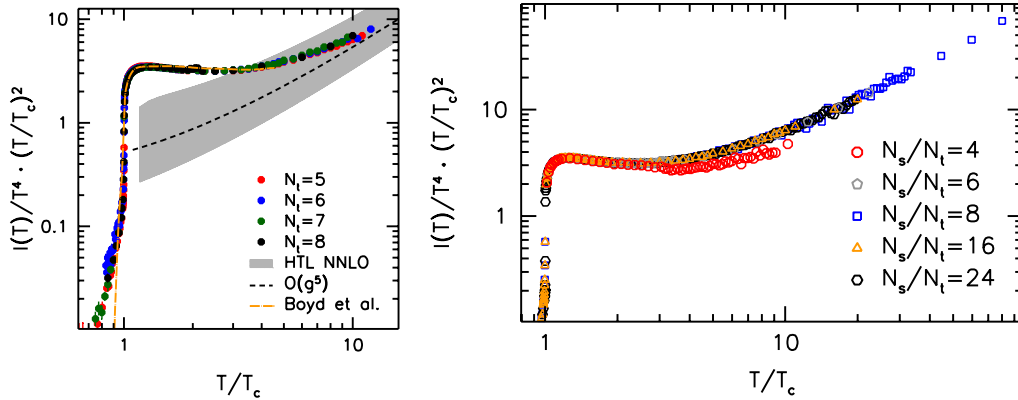 I(T)/T⁴ · (T/T_c)²
10
1
0.1
N_t=5
N_t=6
N_t=7
N_t=8
HTL NNLO
O(g⁵)
Boyd et al.
1
10
T/T_c
I(T)/T⁴ · (T/T_c)²
10
1
N_s/N_t=4
N_s/N_t=6
N_s/N_t=8
N_s/N_t=16
N_s/N_t=24
1
10
T/T_c